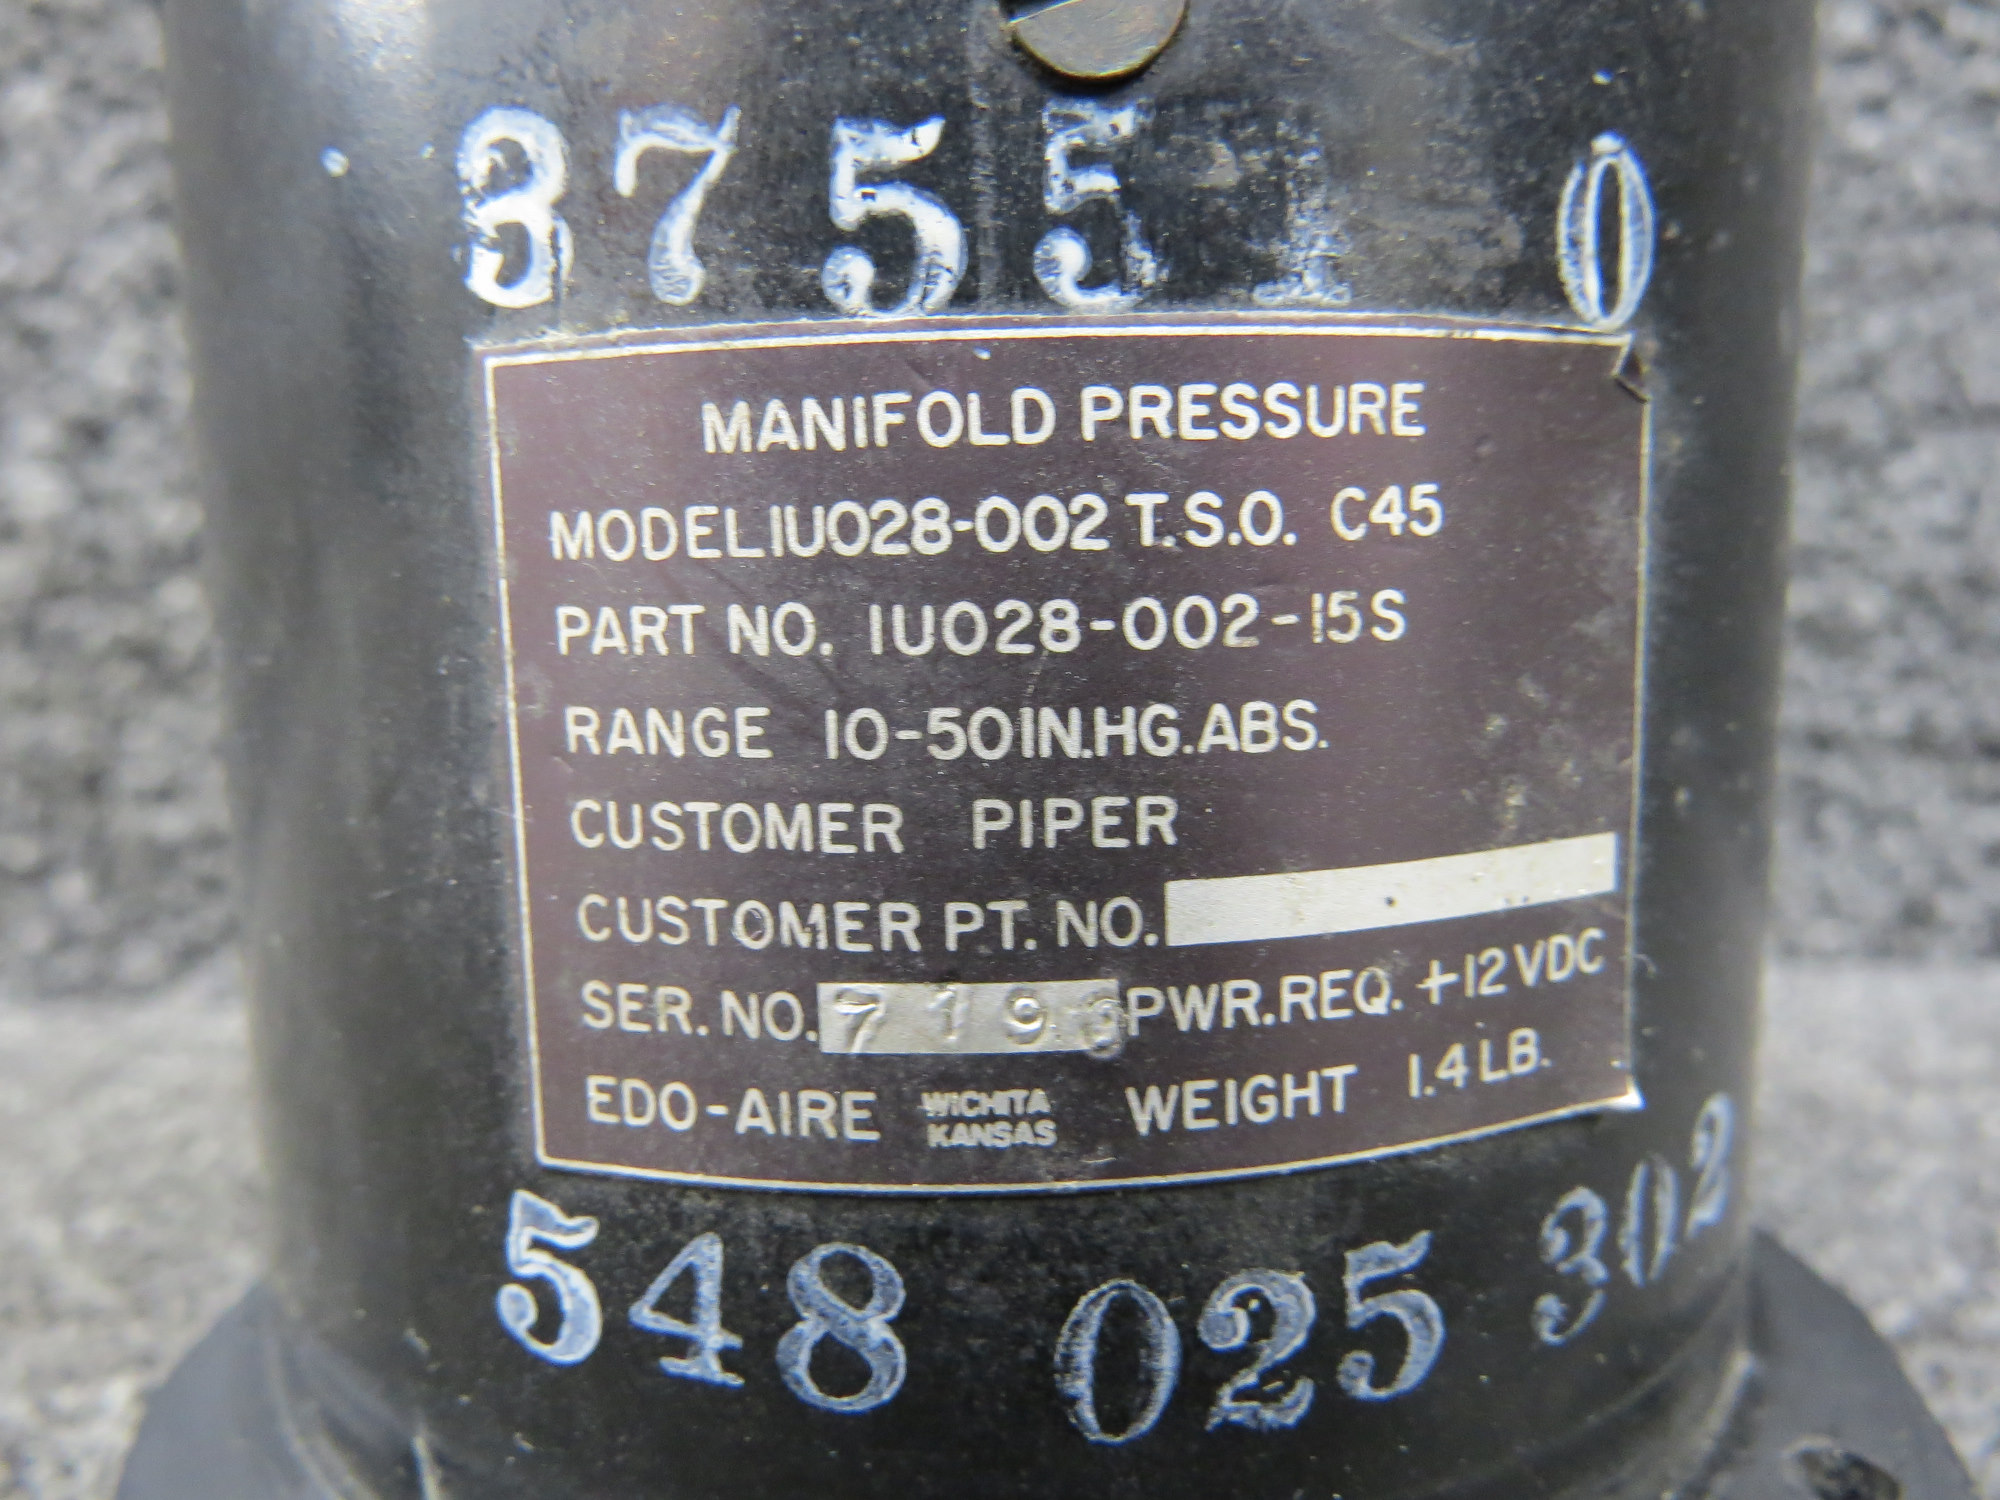 375510
MANIFOLD PRESSURE
MODEL 1U028-002 T.S.O. C45
PART NO. 1U028-002-15S
RANGE 10-50 IN.HG.ABS.
CUSTOMER PIPER
CUSTOMER PT. NO.
SER. NO. 7193 PWR.REQ. +12 VDC
EDO-AIRE WICHITA KANSAS WEIGHT 1.4 LB.
548 025 302